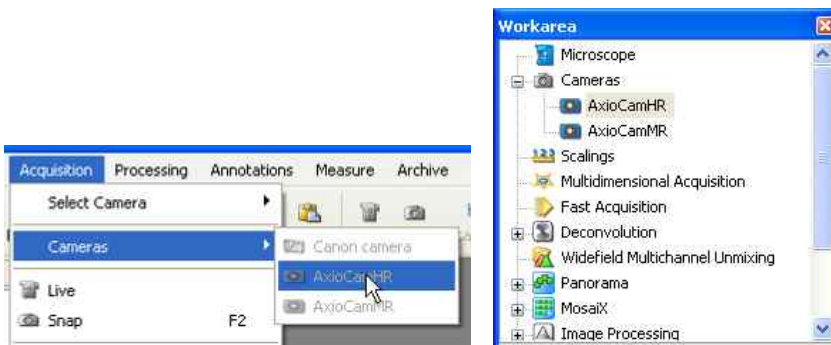 Acquisition Processing Annotations Measure Archive
Select Camera
Cameras
Canon camera
AxioCamHR
Live
AxioCamMR
Snap F2
Workarea
Microscope
Cameras
AxioCamHR
AxioCamMR
Scalings
Multidimensional Acquisition
Fast Acquisition
Deconvolution
Widefield Multichannel Unmixing
Panorama
MosaiX
Image Processing